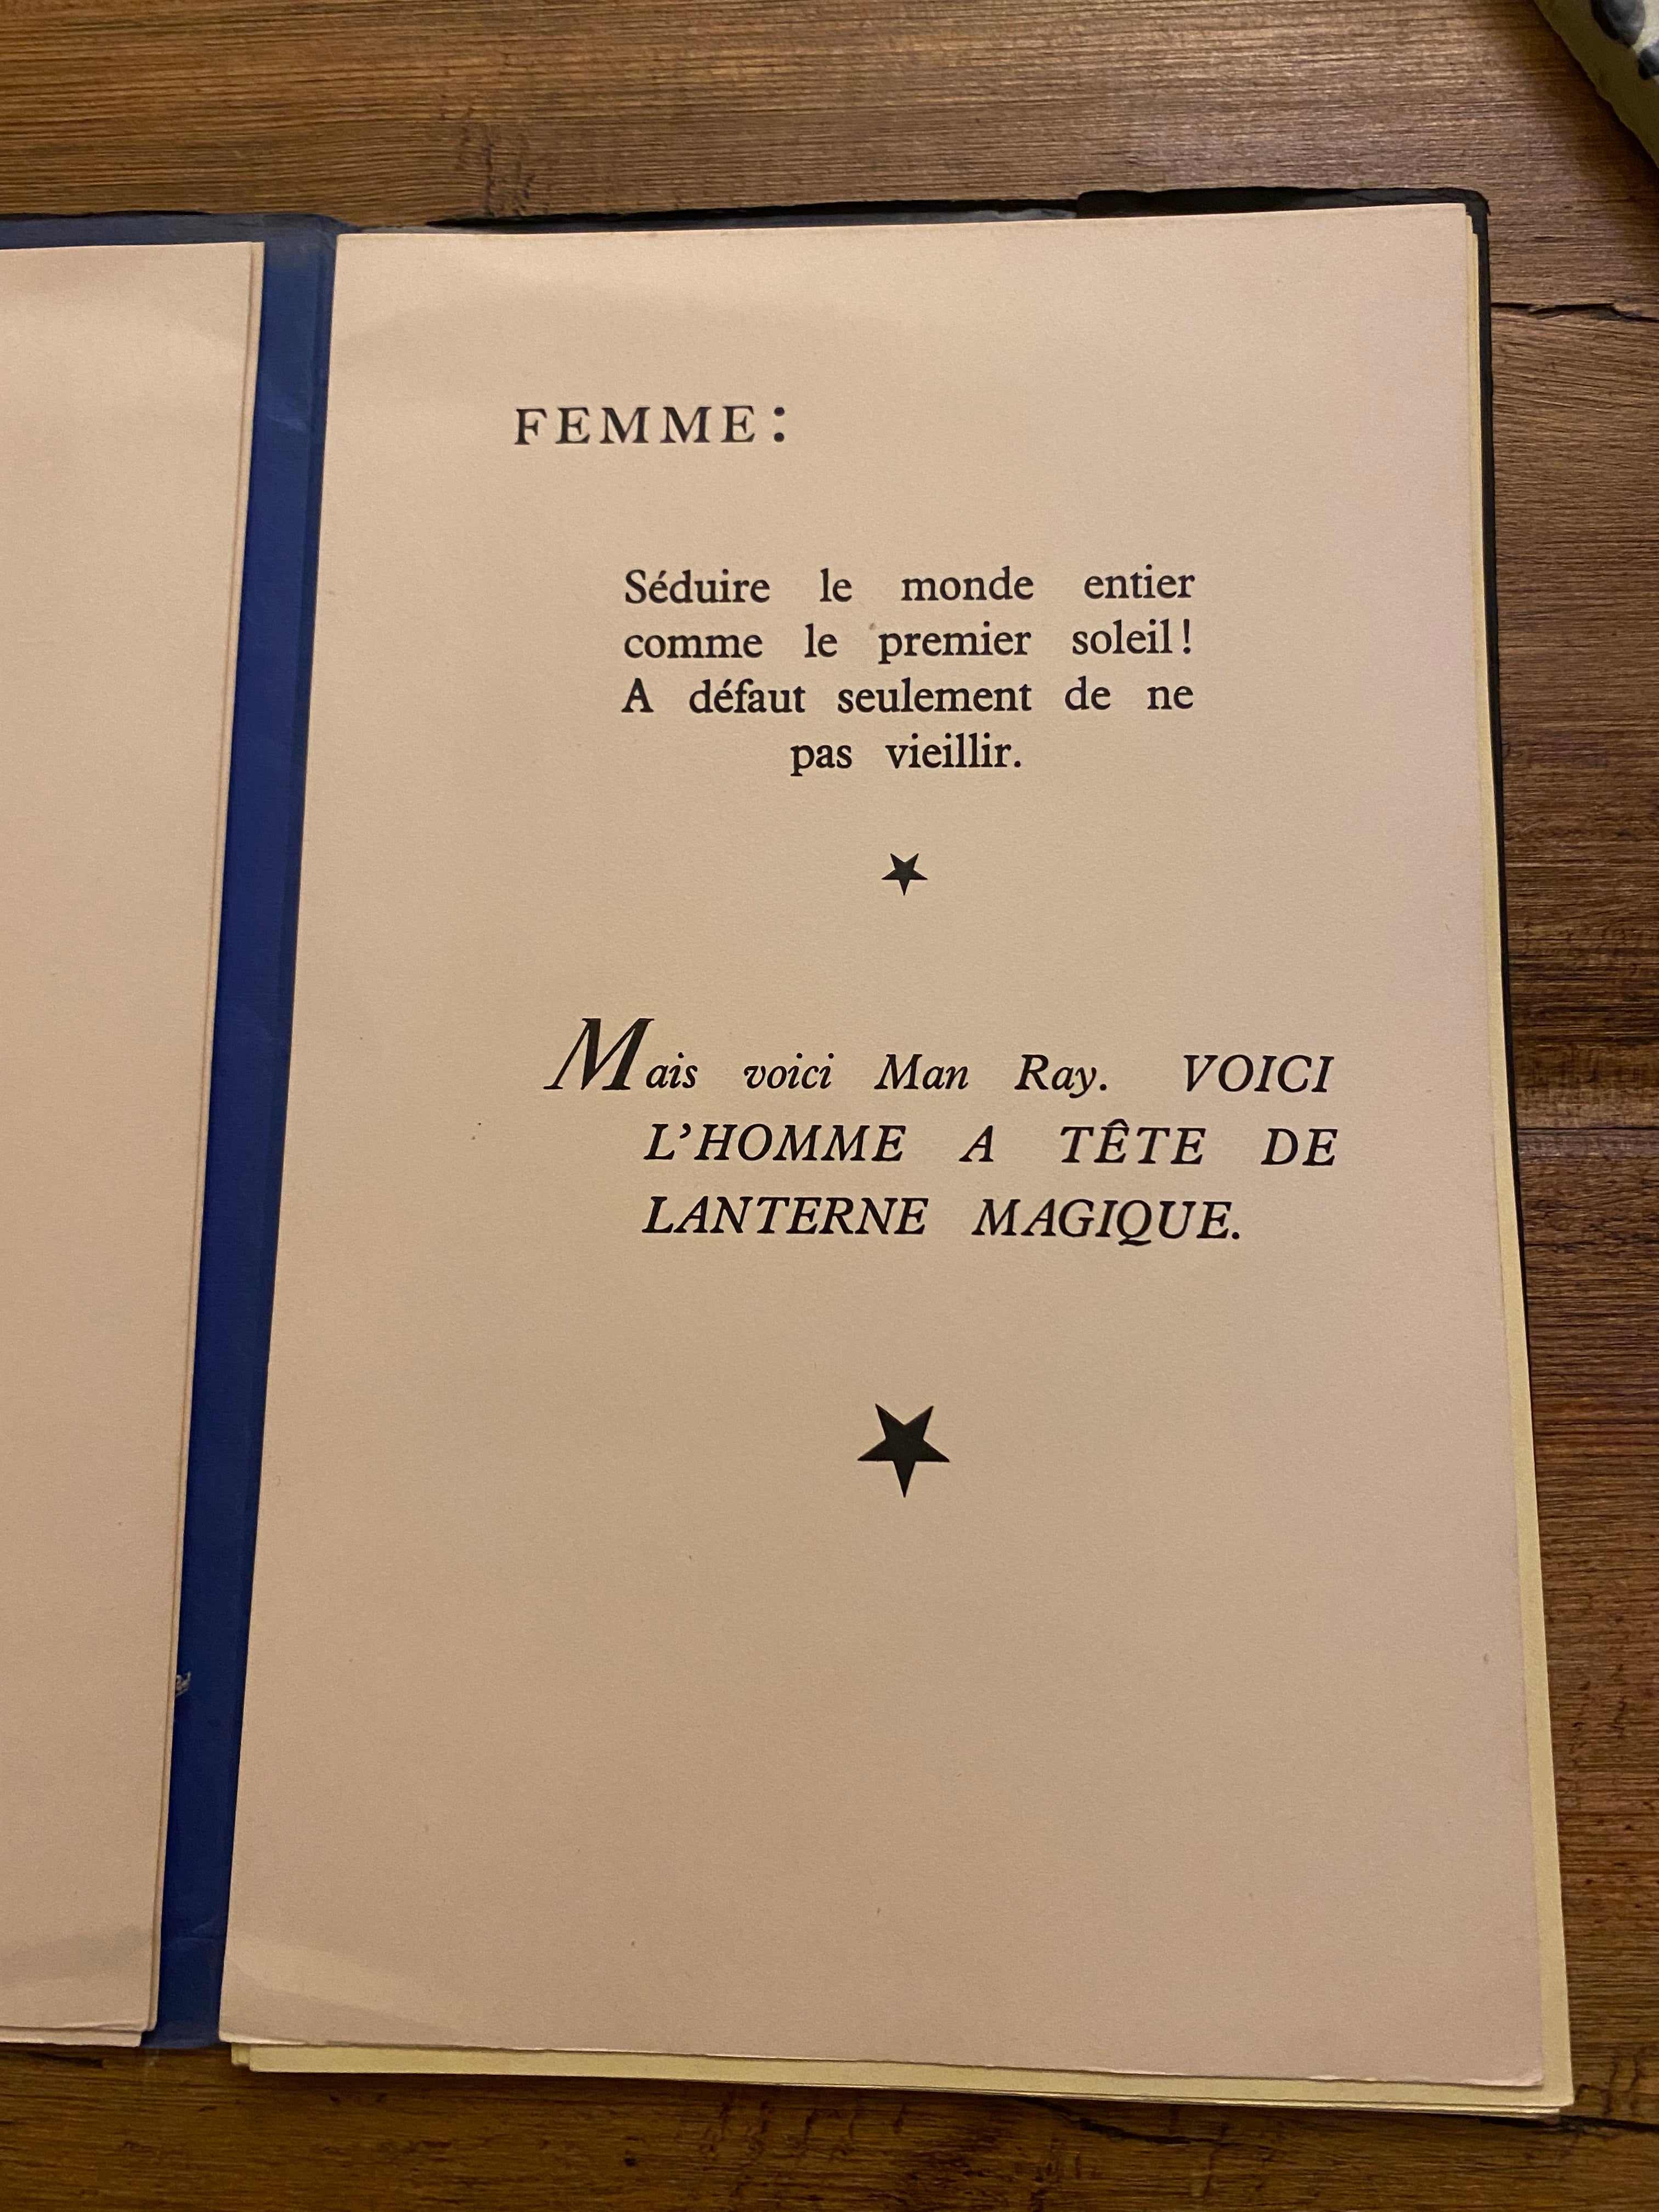 FEMME:
Séduire le monde entier
comme le premier soleil!
A défaut seulement de ne
pas vieillir.
Mais voici Man Ray. VOICI
L'HOMME A TÊTE DE
LANTERNE MAGIQUE.